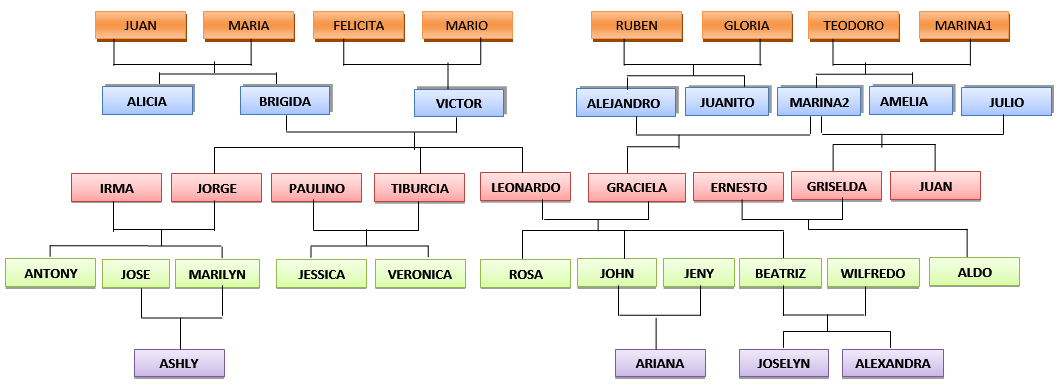 JUAN MARIA FELICITA MARIO RUBEN GLORIA TEODORO MARINA1
ALICIA BRIGIDA VICTOR ALEJANDRO JUANITO MARINA2 AMELIA JULIO
IRMA JORGE PAULINO TIBURCIA LEONARDO GRACIELA ERNESTO GRISELDA JUAN
ANTONY JOSE MARILYN JESSICA VERONICA ROSA JOHN JENY BEATRIZ WILFREDO ALDO
ASHLY ARIANA JOSELYN ALEXANDRA